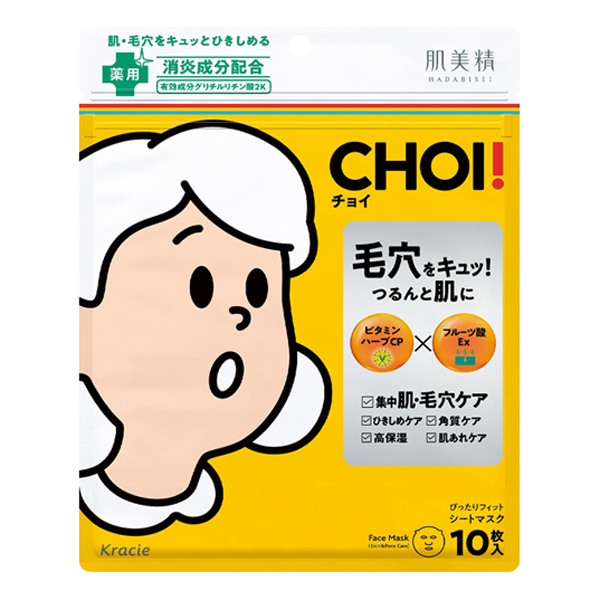 肌・毛穴をキュッとひきしめる
薬用
消炎成分配合
有効成分グリチルリチン酸2K
肌美精
HADABISEI
CHOI!
チョイ
毛穴をキュッ!
つるんと肌に
ビタミン
ハーブCP
V
×
フルーツ酸
Ex
☑集中肌・毛穴ケア
☑ひきしめケア ☑角質ケア
☑高保湿 ☑肌あれケア
ぴったりフィット
シートマスク
Face Mask
(Skin&Pore Care)
10枚入
Kracie